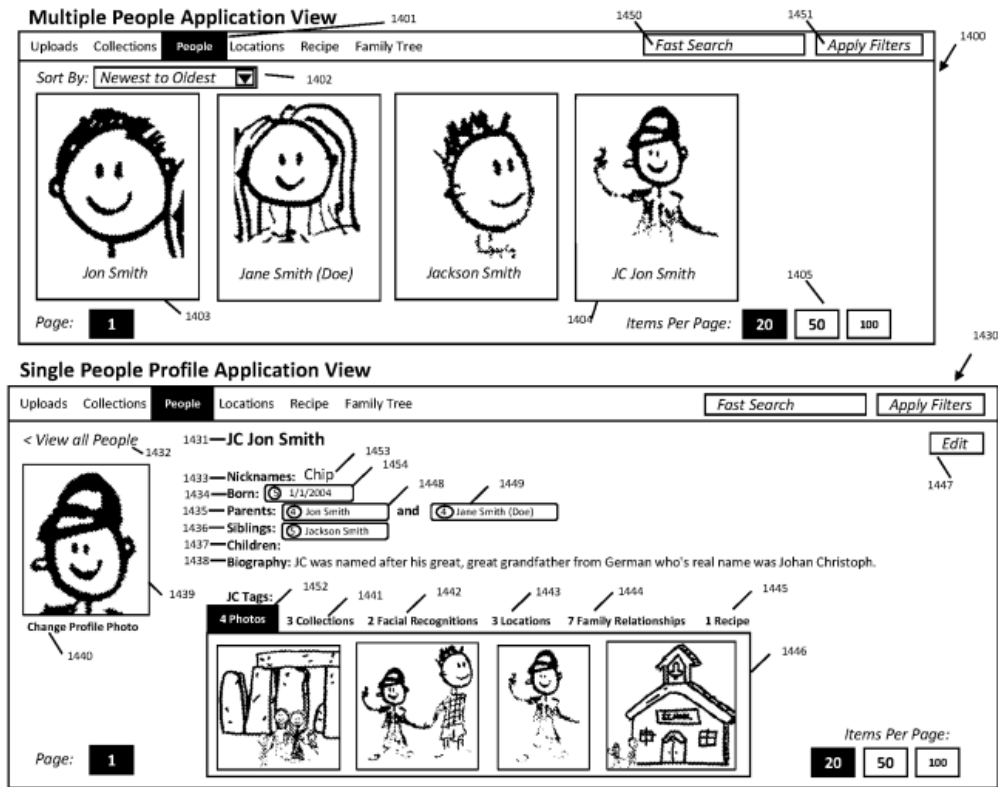 Multiple People Application View
1401
1450
1451
1400
Uploads Collections People Locations Recipe Family Tree Fast Search Apply Filters
Sort By: Newest to Oldest 1402
Jon Smith Jane Smith (Doe) Jackson Smith JC Jon Smith
1403 1404 1405
Page: 1 Items Per Page: 20 50 100
1430
Single People Profile Application View
Uploads Collections People Locations Recipe Family Tree Fast Search Apply Filters
< View all People 1431 JC Jon Smith Edit
1432 1453 1447
1433 Nicknames: Chip 1454
1434 Born: 5 1/1/2004 1448 1449
1435 Parents: 4 Jon Smith and 4 Jane Smith (Doe)
1436 Siblings: 5 Jackson Smith
1437 Children:
1438 Biography: JC was named after his great, great grandfather from German who's real name was Johan Christoph.
1439 JC Tags: 1452 1441 1442 1443 1444 1445
4 Photos 3 Collections 2 Facial Recognitions 3 Locations 7 Family Relationships 1 Recipe
Change Profile Photo
1440 1446
Page: 1 Items Per Page:
20 50 100